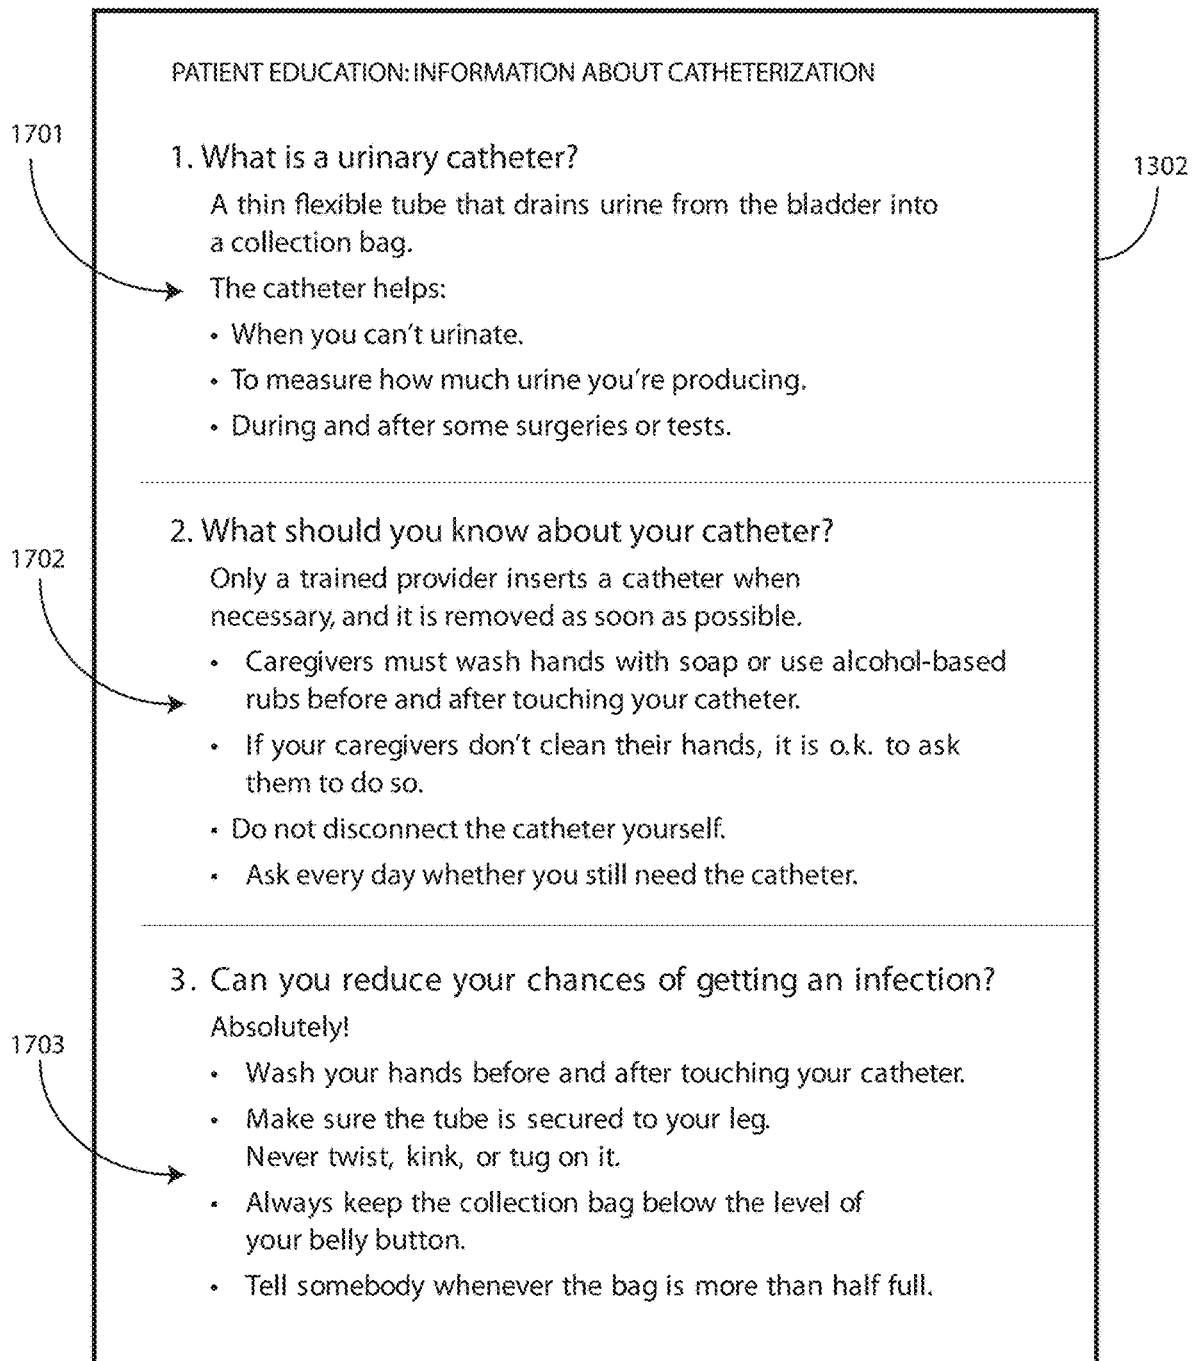 PATIENT EDUCATION: INFORMATION ABOUT CATHETERIZATION
1701
1. What is a urinary catheter?
1302
A thin flexible tube that drains urine from the bladder into
a collection bag.
The catheter helps:
• When you can't urinate.
• To measure how much urine you're producing.
• During and after some surgeries or tests.
2. What should you know about your catheter?
1702
Only a trained provider inserts a catheter when
necessary, and it is removed as soon as possible.
• Caregivers must wash hands with soap or use alcohol-based
rubs before and after touching your catheter.
• If your caregivers don't clean their hands, it is o.k. to ask
them to do so.
• Do not disconnect the catheter yourself.
• Ask every day whether you still need the catheter.
3. Can you reduce your chances of getting an infection?
Absolutely!
1703
• Wash your hands before and after touching your catheter.
• Make sure the tube is secured to your leg.
Never twist, kink, or tug on it.
• Always keep the collection bag below the level of
your belly button.
• Tell somebody whenever the bag is more than half full.